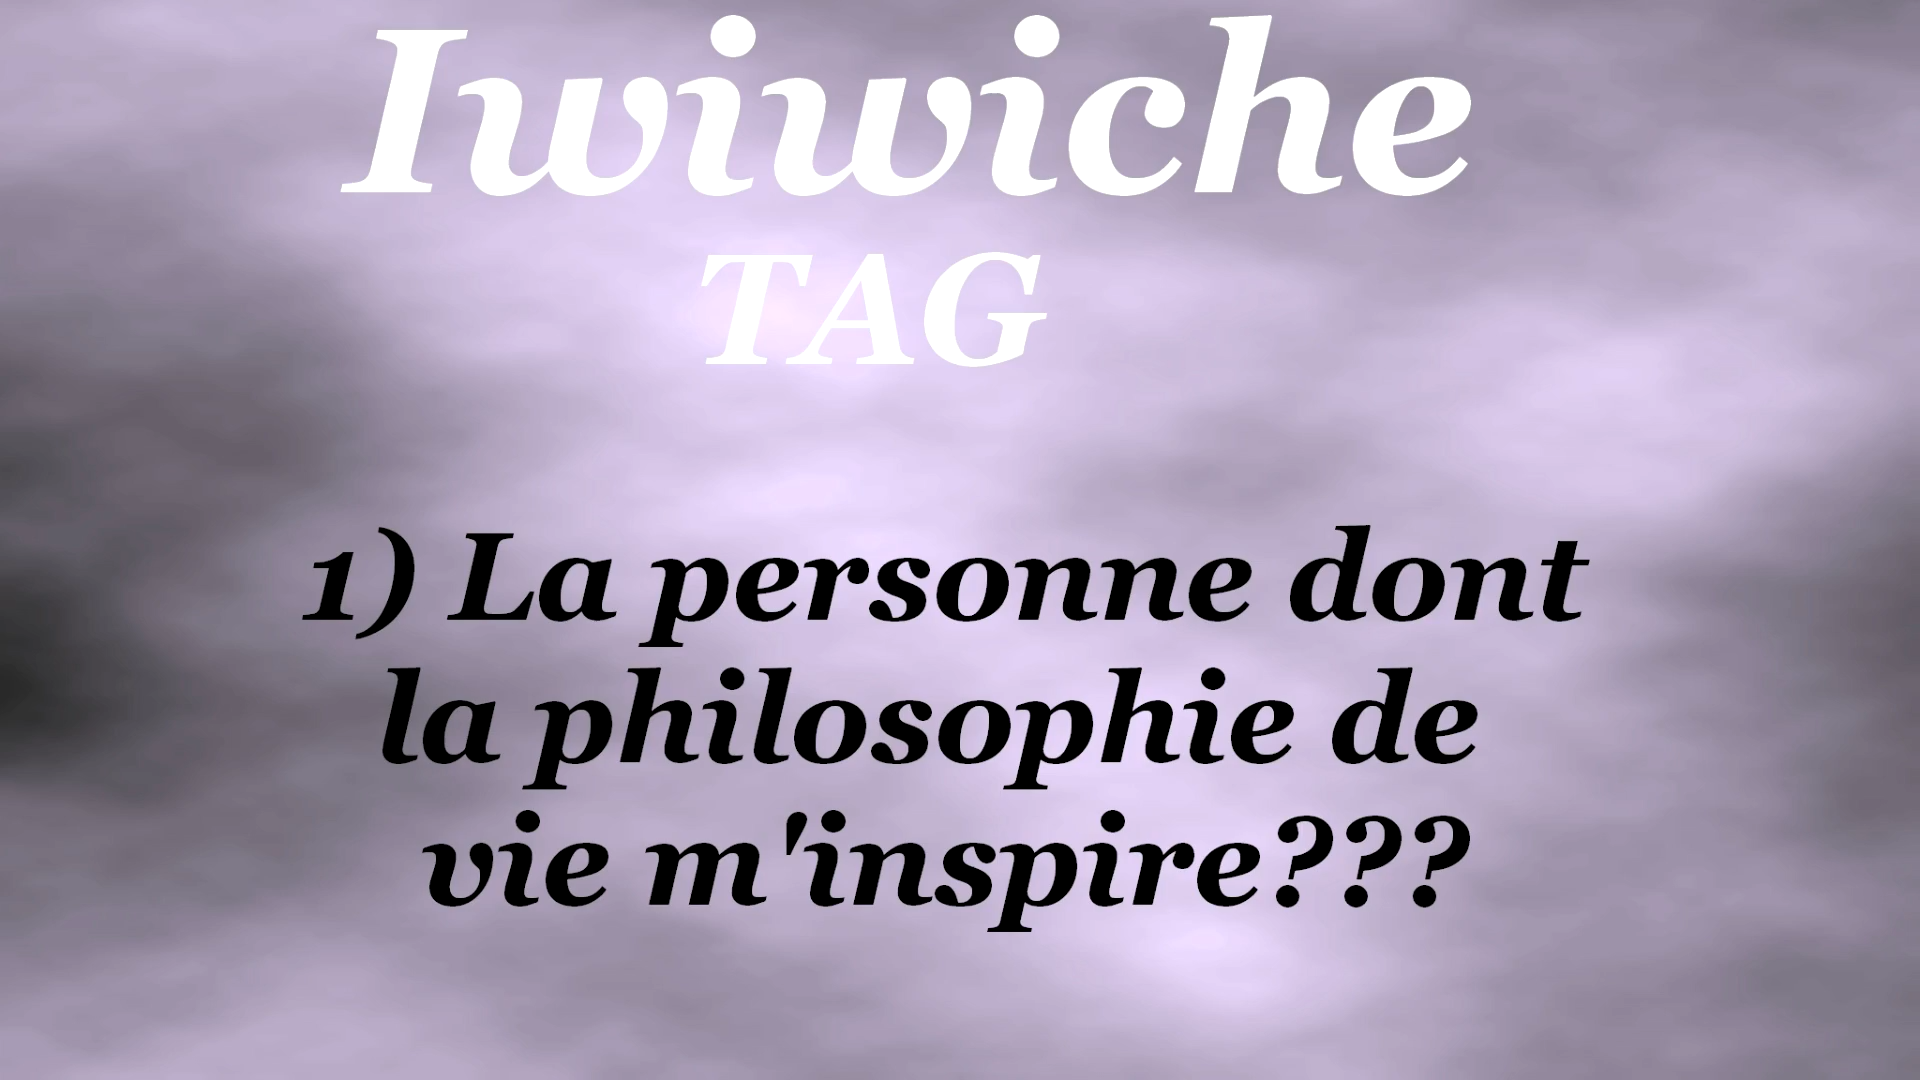 Iwiwiche
TAG
1) La personne dont
la philosophie de
vie m'inspire???